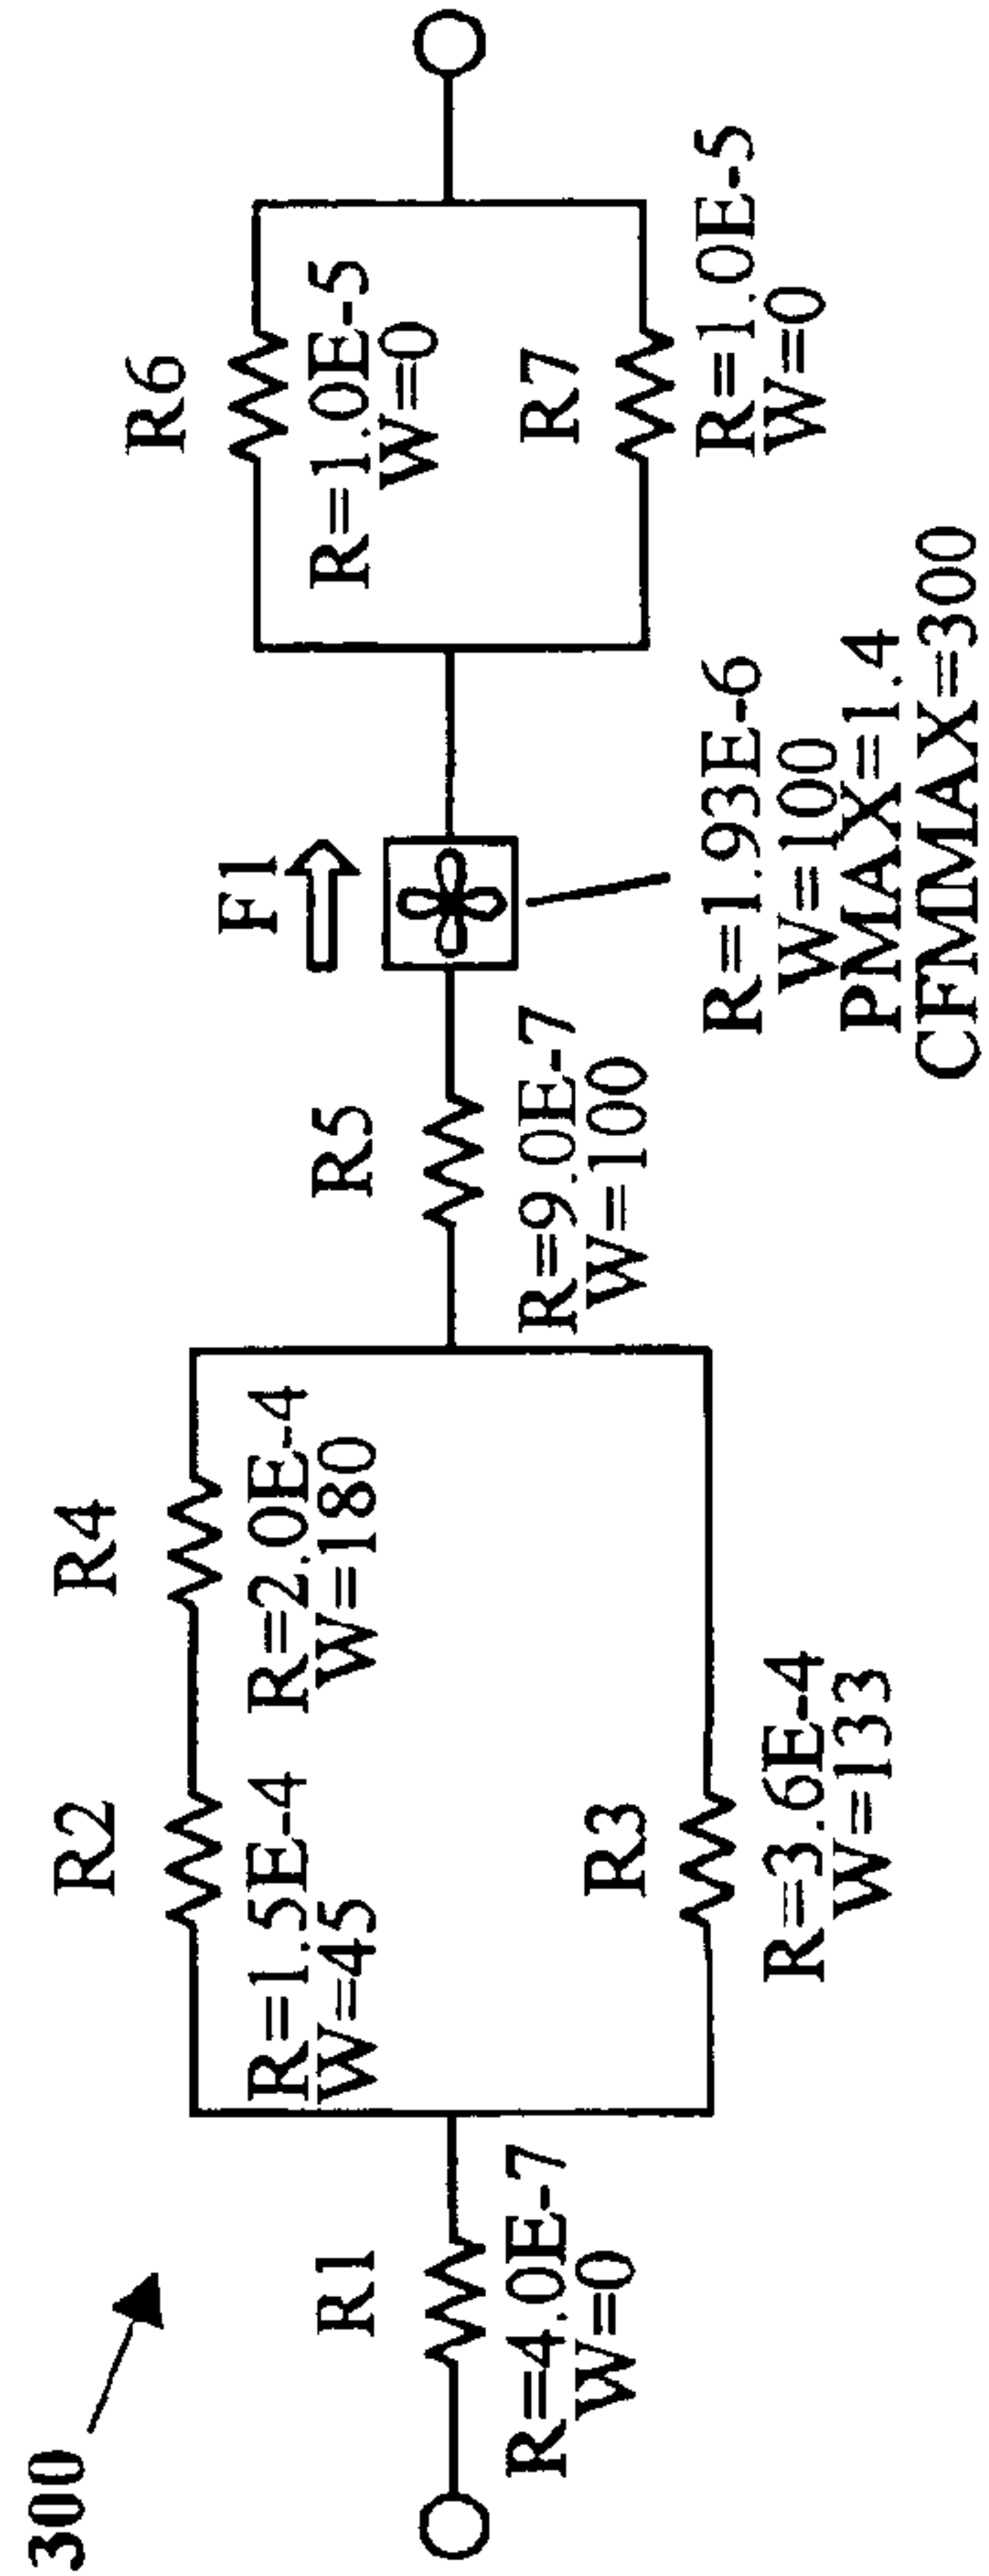 300
R1
R=4.0E-7
W=0
R2
R=1.5E-4
W=45
R4
R=2.0E-4
W=180
R3
R=3.6E-4
W=133
R5
R=9.0E-7
W=100
F1
R=1.93E-6
W=100
PMAX=1.4
CFMMAX=300
R6
R=1.0E-5
W=0
R7
R=1.0E-5
W=0